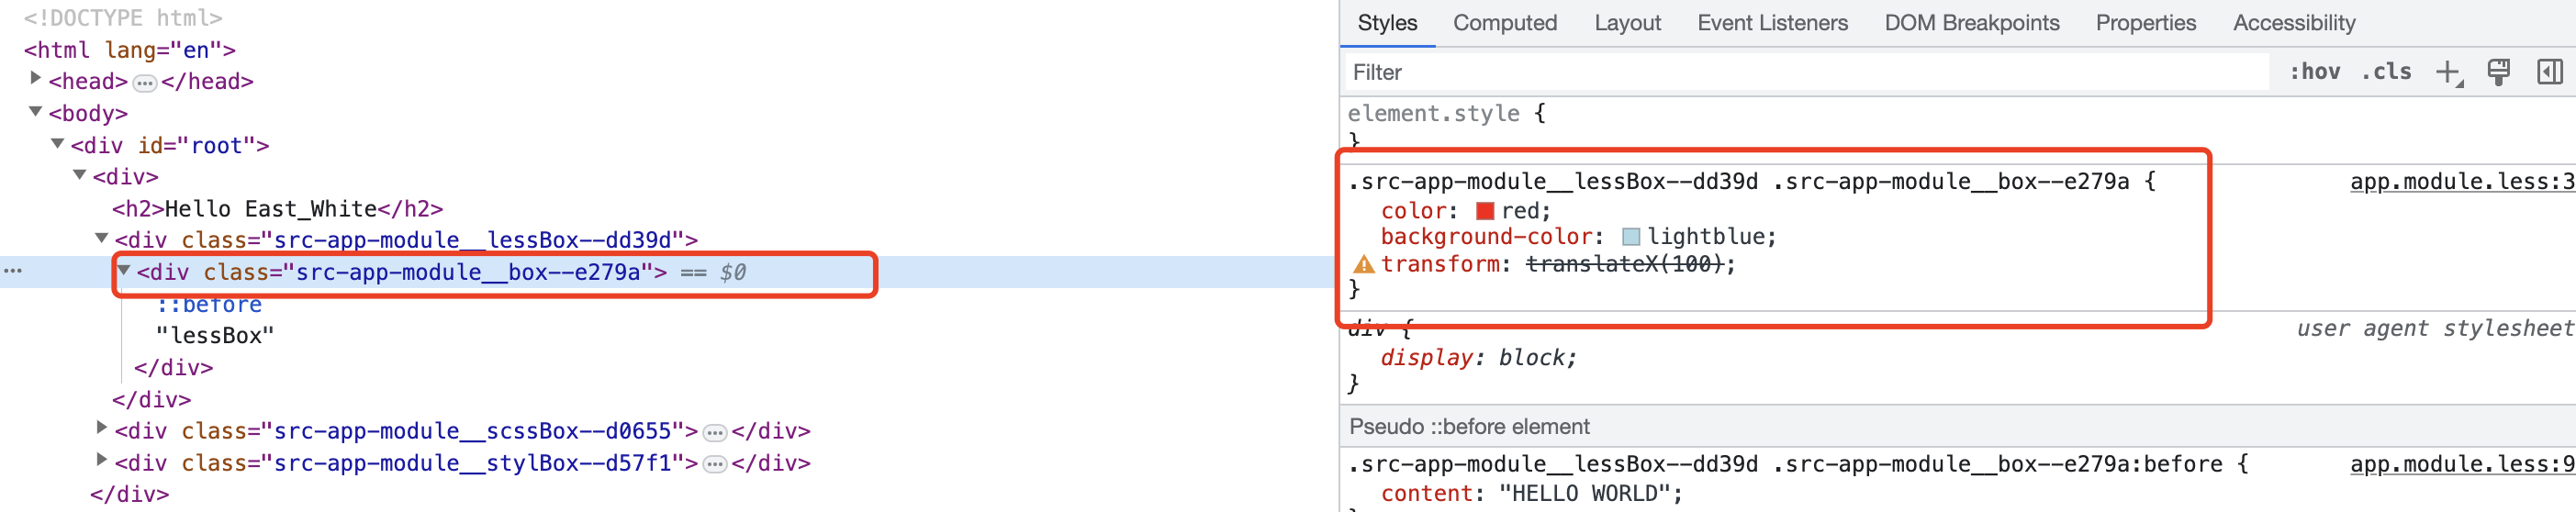 <!DOCTYPE html>
<html lang="en">
<head>…</head>
<body>
<div id="root">
<div>
<h2>Hello East_White</h2>
<div class="src-app-module__lessBox--dd39d">
… <div class="src-app-module__box--e279a"> == $0
::before
"lessBox"
</div>
</div>
<div class="src-app-module__scssBox--d0655">…</div>
<div class="src-app-module__stylBox--d57f1">…</div>
</div>
Styles Computed Layout Event Listeners DOM Breakpoints Properties Accessibility
Filter :hov .cls
element.style {
}
.src-app-module__lessBox--dd39d .src-app-module__box--e279a { app.module.less:3
color: red;
background-color: lightblue;
transform: translateX(100);
}
div { user agent stylesheet
display: block;
}
Pseudo ::before element
.src-app-module__lessBox--dd39d .src-app-module__box--e279a:before { app.module.less:9
content: "HELLO WORLD";
}